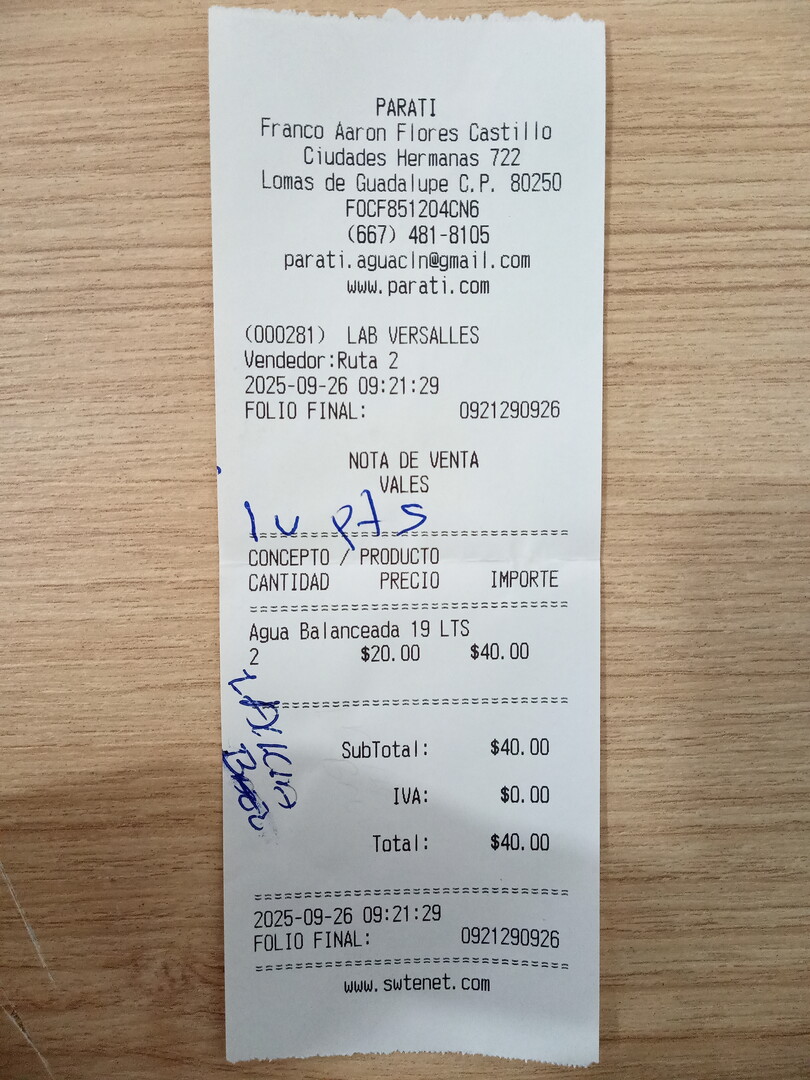 PARATI
Franco Aaron Flores Castillo
Ciudades Hermanas 722
Lomas de Guadalupe C.P. 80250
FOCF851204CN6
(667) 481-8105
parati.aguacln@gmail.com
www.parati.com
(000281) LAB VERSALLES
Vendedor:Ruta 2
2025-09-26 09:21:29
FOLIO FINAL: 0921290926
NOTA DE VENTA
VALES
CONCEPTO / PRODUCTO
CANTIDAD PRECIO IMPORTE
Agua Balanceada 19 LTS
2 $20.00 $40.00
SubTotal: $40.00
IVA: $0.00
Total: $40.00
2025-09-26 09:21:29
FOLIO FINAL: 0921290926
www.swtenet.com